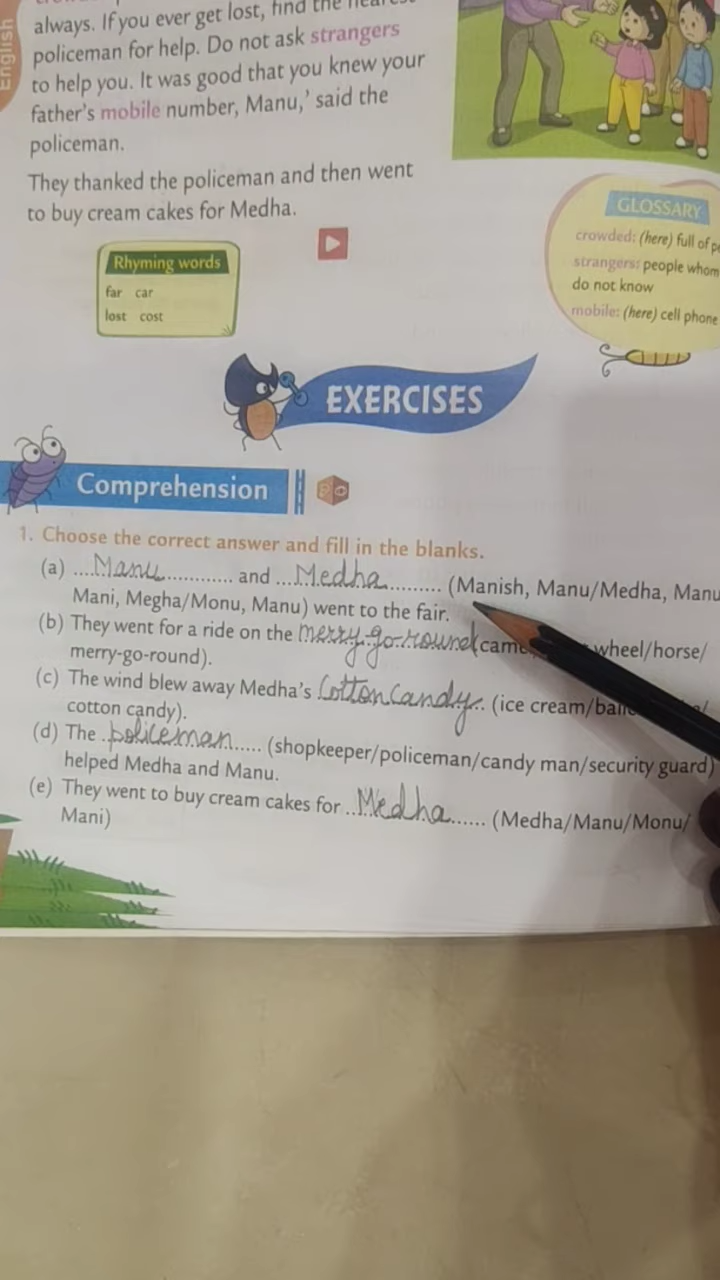 English
always. If you ever get lost, find the
policeman for help. Do not ask strangers
to help you. It was good that you knew your
father's mobile number, Manu,' said the
policeman.
They thanked the policeman and then went
to buy cream cakes for Medha.
Rhyming words
far car
lost cost
GLOSSARY
crowded: (here) full of
strangers: people whom
do not know
mobile: (here) cell phone
EXERCISES
Comprehension
1. Choose the correct answer and fill in the blanks.
(a) ....Manu............. and ...Medha.......... (Manish, Manu/Medha, Manu
Mani, Megha/Monu, Manu) went to the fair.
(b) They went for a ride on the merry-go-round (wheel/horse/
merry-go-round).
(c) The wind blew away Medha's Cotton Candy.. (ice cream/
cotton candy).
(d) The ..policeman..... (shopkeeper/policeman/candy man/security guard)
helped Medha and Manu.
(e) They went to buy cream cakes for ...Medha...... (Medha/Manu/Monu/
Mani)